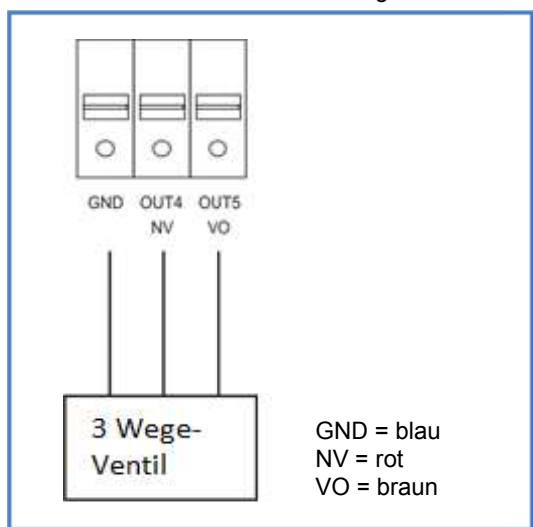 GND OUT4 OUT5
NV VO
3 Wege-
Ventil
GND = blau
NV = rot
VO = braun